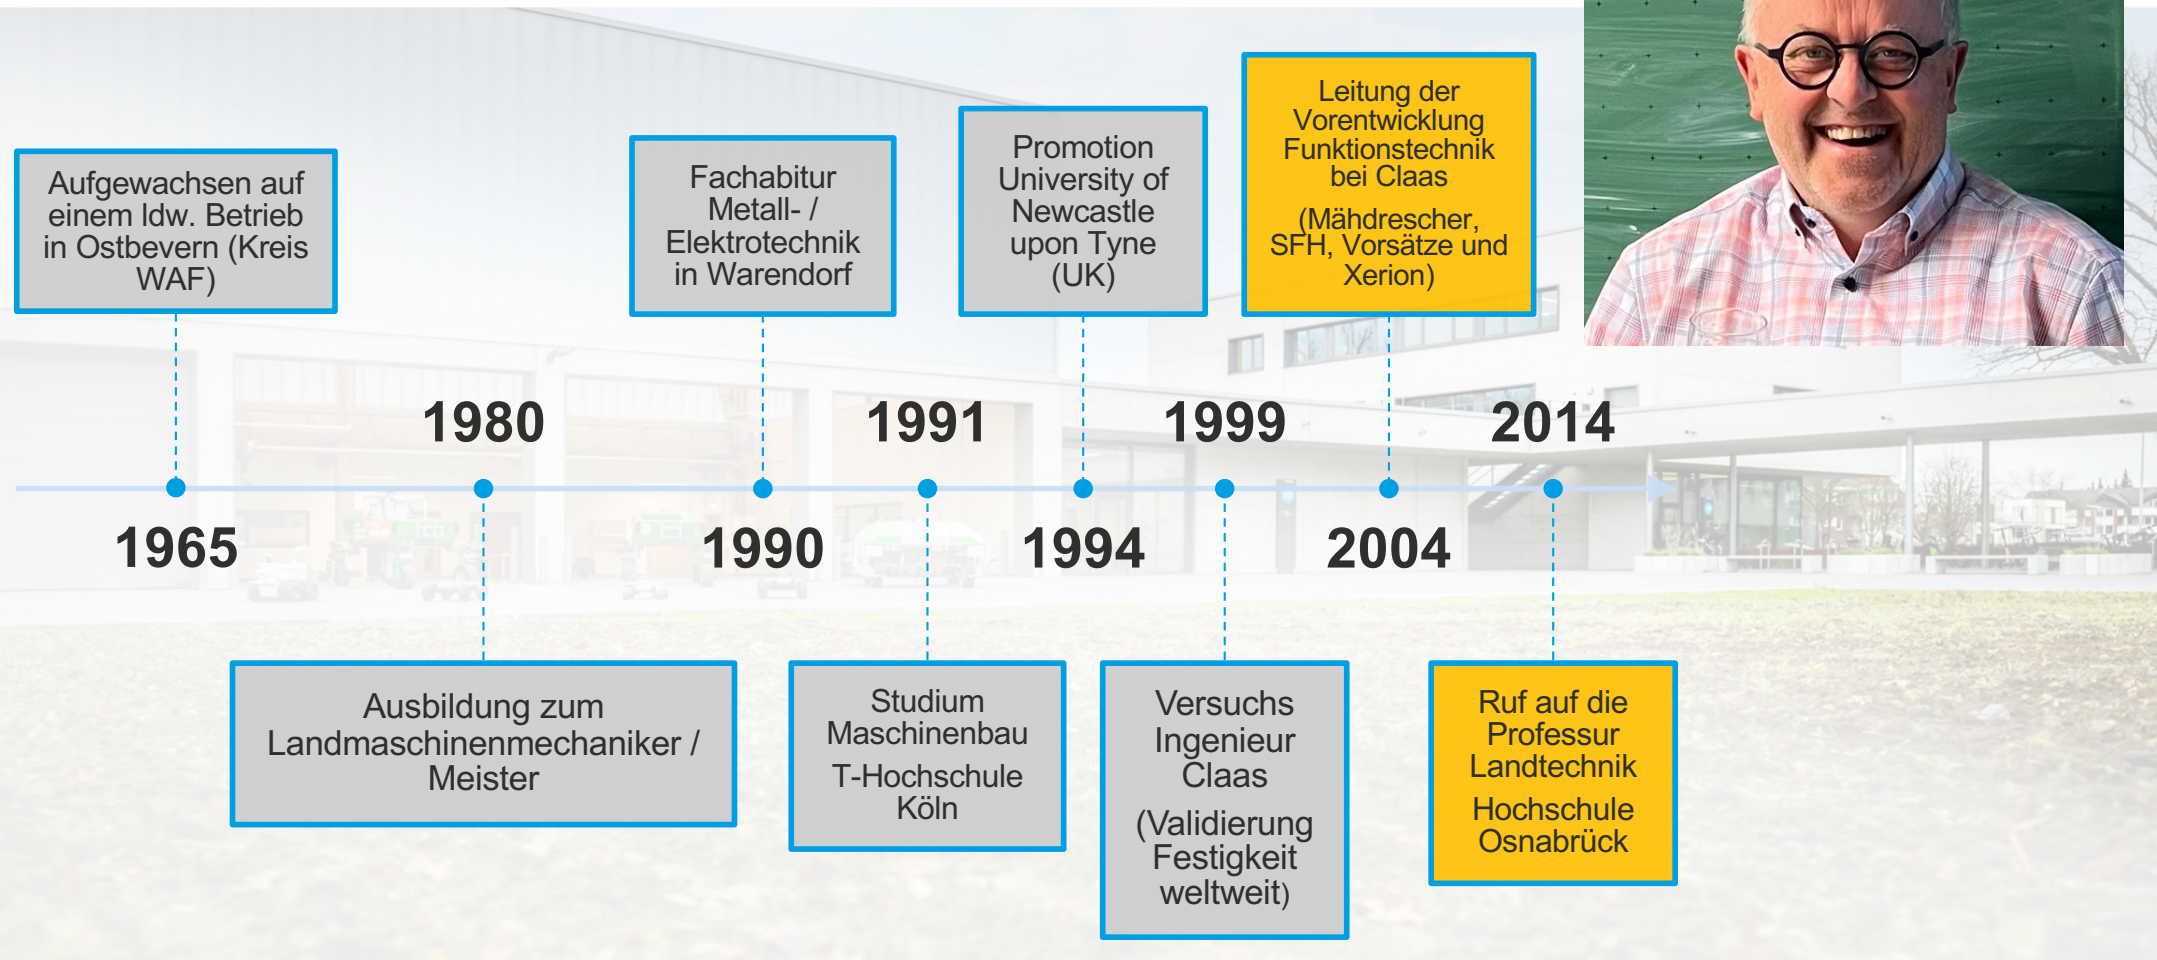 Aufgewachsen auf
einem ldw. Betrieb
in Ostbevern (Kreis
WAF)
Fachabitur
Metall- /
Elektrotechnik
in Warendorf
Promotion
University of
Newcastle
upon Tyne
(UK)
Leitung der
Vorentwicklung
Funktionstechnik
bei Claas
(Mähdrescher,
SFH, Vorsätze und
Xerion)
1980
1991
1999
2014
1965
1990
1994
2004
Ausbildung zum
Landmaschinenmechaniker /
Meister
Studium
Maschinenbau
T-Hochschule
Köln
Versuchs
Ingenieur
Claas
(Validierung
Festigkeit
weltweit)
Ruf auf die
Professur
Landtechnik
Hochschule
Osnabrück